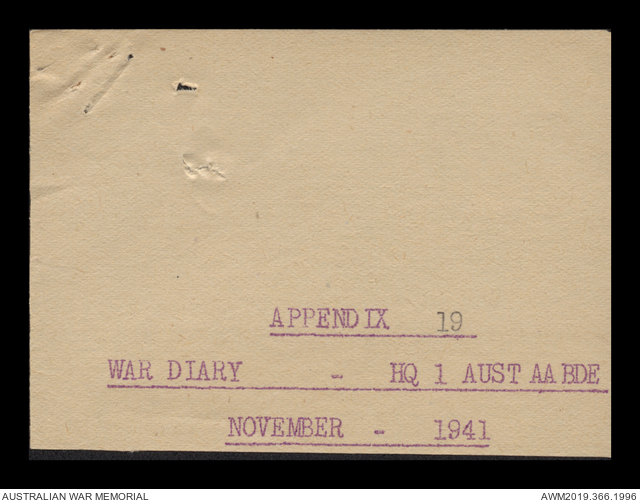 APPENDIX 19
WAR DIARY - HQ 1 AUST AA BDE
NOVEMBER - 1941
AUSTRALIAN WAR MEMORIAL
AWM2019.366.1996